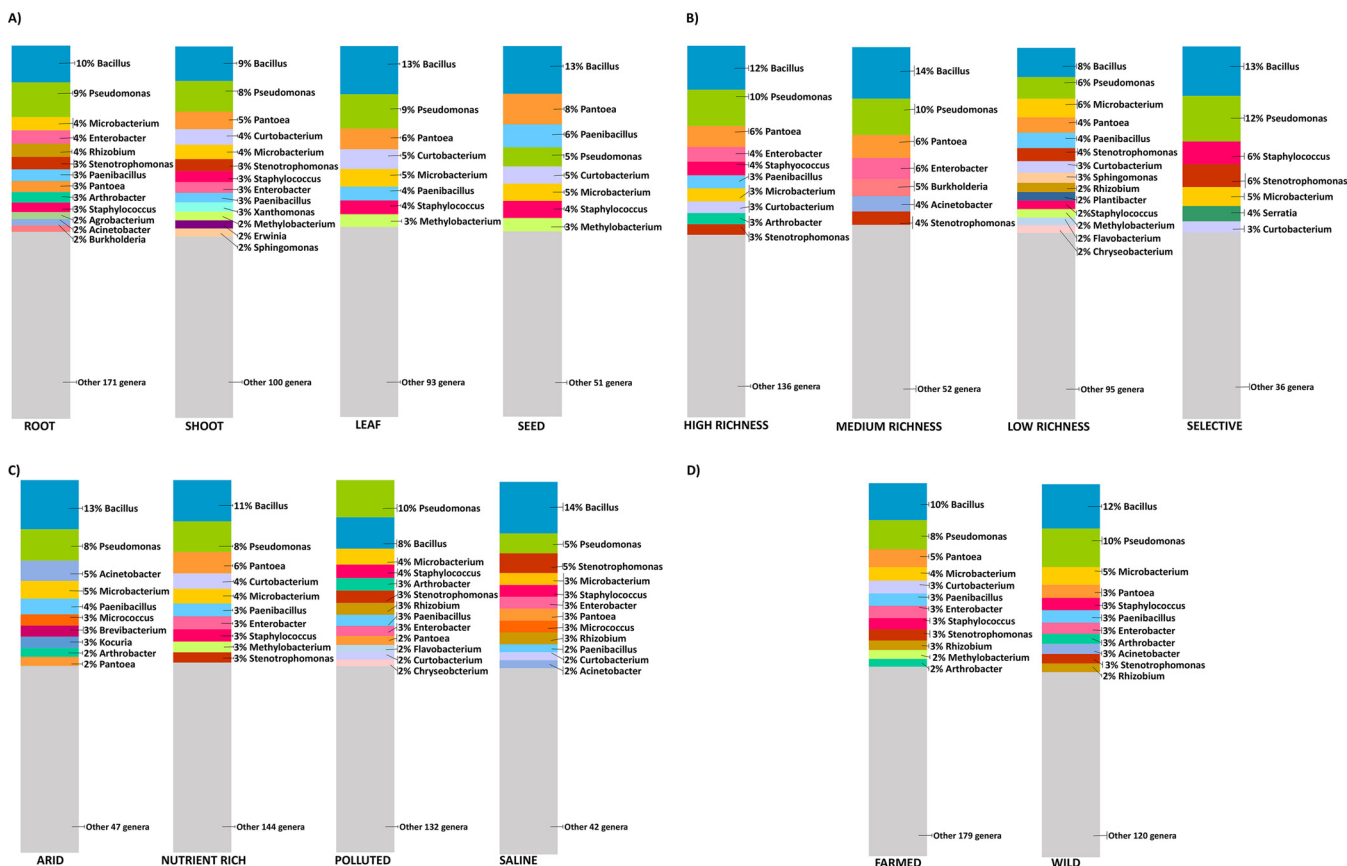 A)
10% Bacillus
9% Pseudomonas
4% Microbacterium
4% Enterobacter
4% Rhizobium
3% Stenotrophomonas
3% Paenibacillus
3% Pantoea
3% Arthrobacter
3% Staphylococcus
2% Agrobacterium
2% Acinetobacter
2% Burkholderia
Other 171 genera
ROOT
9% Bacillus
8% Pseudomonas
5% Pantoea
4% Curtobacterium
4% Microbacterium
3% Stenotrophomonas
3% Staphylococcus
3% Enterobacter
3% Paenibacillus
3% Xanthomonas
2% Methylobacterium
2% Erwinia
2% Sphingomonas
Other 100 genera
SHOOT
13% Bacillus
9% Pseudomonas
6% Pantoea
5% Curtobacterium
5% Microbacterium
4% Paenibacillus
4% Staphylococcus
3% Methylobacterium
Other 93 genera
LEAF
13% Bacillus
8% Pantoea
6% Paenibacillus
5% Pseudomonas
5% Curtobacterium
5% Microbacterium
4% Staphylococcus
3% Methylobacterium
Other 51 genera
SEED
B)
12% Bacillus
10% Pseudomonas
6% Pantoea
4% Enterobacter
4% Stapyococcus
3% Paenibacillus
3% Microbacterium
3% Curtobacterium
3% Arthrobacter
3% Stenotrophomonas
Other 136 genera
HIGH RICHNESS
14% Bacillus
10% Pseudomonas
6% Pantoea
6% Enterobacter
5% Burkholderia
4% Acinetobacter
4% Stenotrophomonas
Other 52 genera
MEDIUM RICHNESS
8% Bacillus
6% Pseudomonas
6% Microbacterium
4% Pantoea
4% Paenibacillus
4% Stenotrophomonas
3% Curtobacterium
3% Sphingomonas
2% Rhizobium
2% Plantibacter
2%Staphylococcus
2% Methylobacterium
2% Flavobacterium
2% Chryseobacterium
Other 95 genera
LOW RICHNESS
13% Bacillus
12% Pseudomonas
6% Staphylococcus
6% Stenotrophomonas
5% Microbacterium
4% Serratia
3% Curtobacterium
Other 36 genera
SELECTIVE
C)
13% Bacillus
8% Pseudomonas
5% Acinetobacter
5% Microbacterium
4% Paenibacillus
3% Micrococcus
3% Brevibacterium
3% Kocuria
2% Arthrobacter
2% Pantoea
Other 47 genera
ARID
11% Bacillus
8% Pseudomonas
6% Pantoea
4% Curtobacterium
4% Microbacterium
3% Paenibacillus
3% Enterobacter
3% Staphylococcus
3% Methylobacterium
3% Stenotrophomonas
Other 144 genera
NUTRIENT RICH
10% Pseudomonas
8% Bacillus
4% Microbacterium
4% Staphylococcus
3% Arthrobacter
3% Stenotrophomonas
3% Rhizobium
3% Paenibacillus
3% Enterobacter
2% Pantoea
2% Flavobacterium
2% Curtobacterium
2% Chryseobcterium
Other 132 genera
POLLUTED
14% Bacillus
5% Pseudomonas
5% Stenotrophomonas
3% Microbacterium
3% Staphylococcus
3% Enterobacter
3% Pantoea
3% Micrococcus
3% Rhizobium
2% Paenibacillus
2% Curtobacterium
2% Acinetobacter
Other 42 genera
SALINE
D)
10% Bacillus
8% Pseudomonas
5% Pantoea
4% Microbacterium
3% Curtobacterium
3% Paenibacillus
3% Enterobacter
3% Staphylococcus
3% Stenotrophomonas
3% Rhizobium
2% Methylobacterium
2% Arthrobacter
Other 179 genera
FARMED
12% Bacillus
10% Pseudomonas
5% Microbacterium
3% Pantoea
3% Staphylococcus
3% Paenibacillus
3% Enterobacter
3% Arthrobacter
3% Acinetobacter
3% Stenotrophomonas
2% Rhizobium
Other 120 genera
WILD